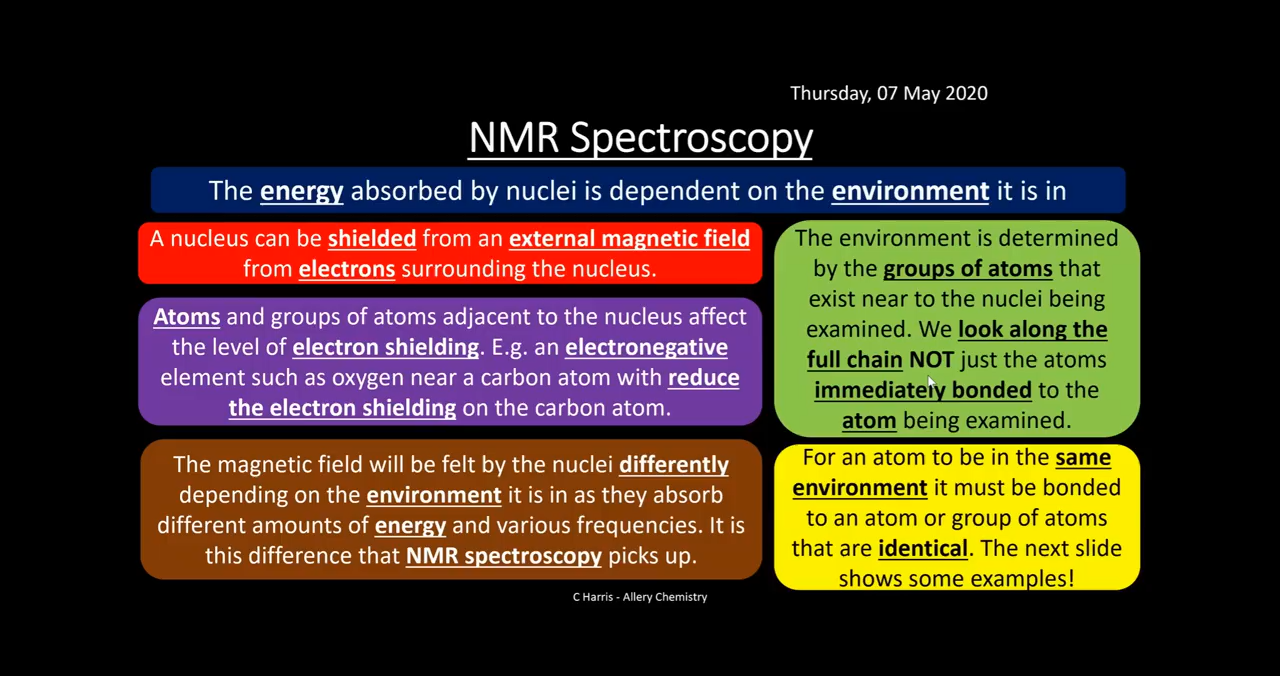 Thursday, 07 May 2020
NMR Spectroscopy
The energy absorbed by nuclei is dependent on the environment it is in
A nucleus can be shielded from an external magnetic field
from electrons surrounding the nucleus.
Atoms and groups of atoms adjacent to the nucleus affect
the level of electron shielding. E.g. an electronegative
element such as oxygen near a carbon atom with reduce
the electron shielding on the carbon atom.
The magnetic field will be felt by the nuclei differently
depending on the environment it is in as they absorb
different amounts of energy and various frequencies. It is
this difference that NMR spectroscopy picks up.
The environment is determined
by the groups of atoms that
exist near to the nuclei being
examined. We look along the
full chain NOT just the atoms
immediately bonded to the
atom being examined.
For an atom to be in the same
environment it must be bonded
to an atom or group of atoms
that are identical. The next slide
shows some examples!
C Harris - Allery Chemistry